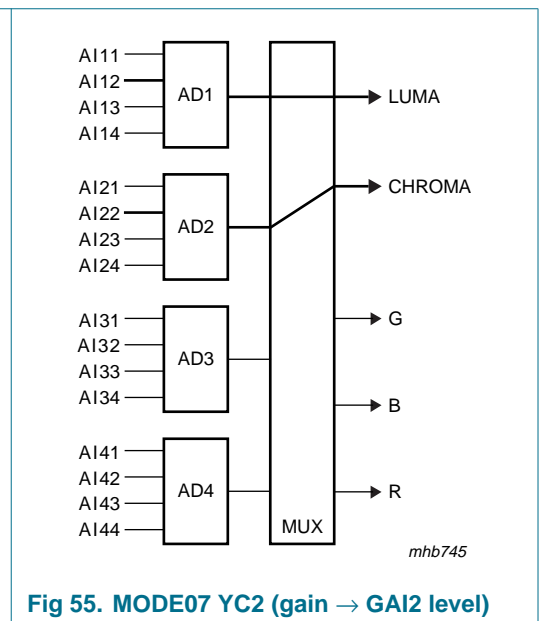 AI11
AI12
AI13
AI14
AD1
LUMA
AI21
AI22
AI23
AI24
AD2
CHROMA
AI31
AI32
AI33
AI34
AD3
G
B
AI41
AI42
AI43
AI44
AD4
R
MUX
mhb745
Fig 55. MODE07 YC2 (gain → GAI2 level)